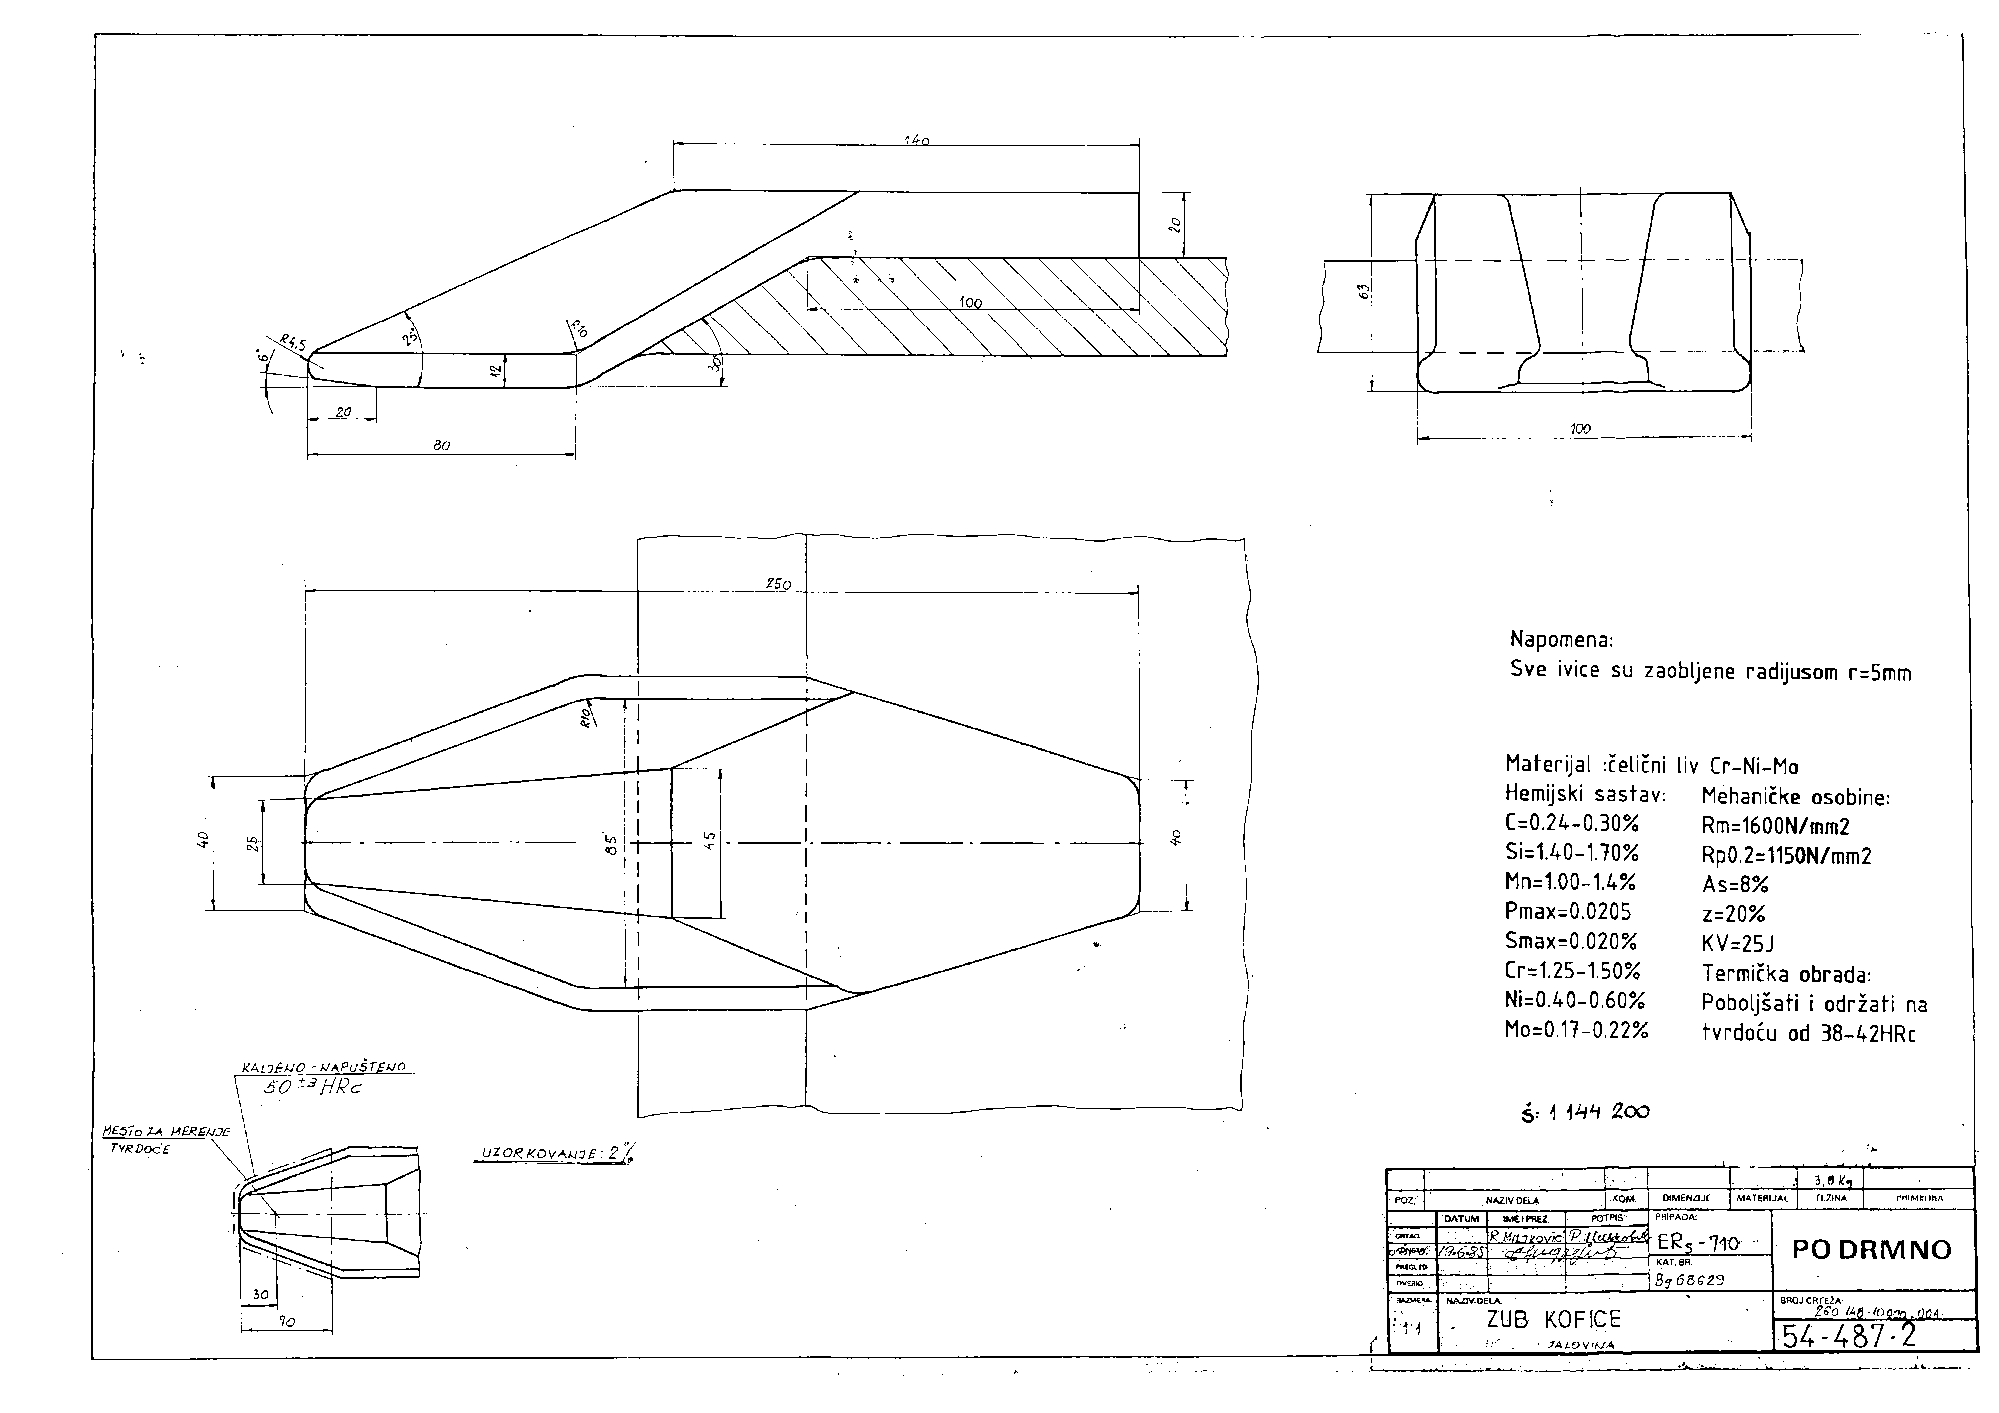 140
20
100
R4,5
6°
25°
R10
12
30°
20
80
63
100
250
R10
40
25
85
45
40
Napomena:
Sve ivice su zaobljene radijusom r=5mm
Materijal :čelični liv Cr-Ni-Mo
Hemijski sastav: Mehaničke osobine:
C=0.24-0.30% Rm=1600N/mm2
Si=1.40-1.70% Rp0.2=1150N/mm2
Mn=1.00-1.4% As=8%
Pmax=0.0205 z=20%
Smax=0.020% KV=25J
Cr=1.25-1.50% Termička obrada:
Ni=0.40-0.60% Poboljšati i održati na
Mo=0.17-0.22% tvrdoću od 38-42HRc
Š: 1 144 200
KALJENO - NAPUŠTENO
50 ±3 HRc
MESTO ZA MERENJE
TVRDOĆE
UZORKOVANJE: 2%
30
70
POZ. NAZIV DELA KOM. DIMENZIJE MATERIJAL TEŽINA PRIMEDBA
DATUM IME I PREZ. POTPIS PRIPADA:
R. Milaković
ERs-710
PO DRMNO
KAT. BR.
Bg 68629
RAZMERA NAZIV DELA
1:1
ZUB KOFICE
JALOVINA
BROJ CRTEŽA:
54-487-2